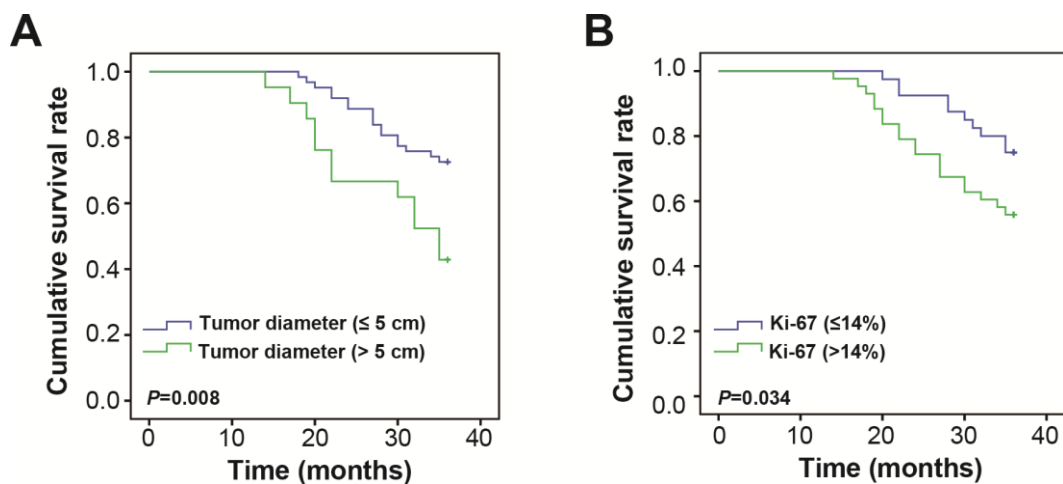 A
Cumulative survival rate
1.0
0.8
0.6
0.4
0.2
0.0
Tumor diameter (≤ 5 cm)
Tumor diameter (> 5 cm)
P=0.008
0
10
20
30
40
Time (months)
B
Cumulative survival rate
1.0
0.8
0.6
0.4
0.2
0.0
Ki-67 (≤14%)
Ki-67 (>14%)
P=0.034
0
10
20
30
40
Time (months)